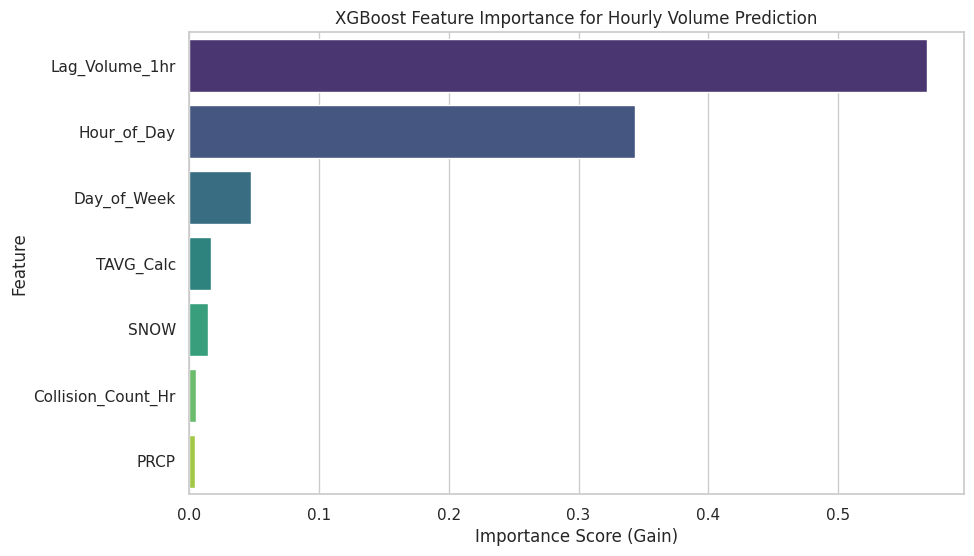 XGBoost Feature Importance for Hourly Volume Prediction
Feature
Lag_Volume_1hr
Hour_of_Day
Day_of_Week
TAVG_Calc
SNOW
Collision_Count_Hr
PRCP
0.0 0.1 0.2 0.3 0.4 0.5
Importance Score (Gain)